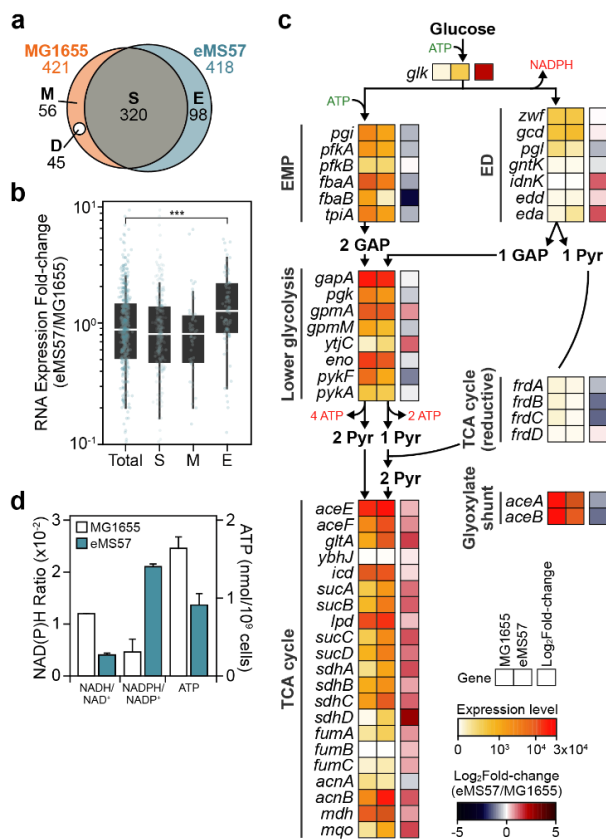 a
MG1655
421
eMS57
418
M
56
S
320
E
98
D
45
b
RNA Expression Fold-change
(eMS57/MG1655)
10¹
10⁰
10⁻¹
***
Total
S
M
E
c
Glucose
ATP
glk
NADPH
ATP
EMP
pgi
pfkA
pfkB
fbaA
fbaB
tpiA
ED
zwf
gcd
pgl
gntK
idnK
edd
eda
2 GAP
1 GAP
1 Pyr
Lower glycolysis
gapA
pgk
gpmA
gpmM
ytjC
eno
pykF
pykA
4 ATP
2 ATP
2 Pyr
1 Pyr
2 Pyr
TCA cycle
(reductive)
frdA
frdB
frdC
frdD
Glyoxylate
shunt
aceA
aceB
TCA cycle
aceE
aceF
gltA
ybhJ
icd
sucA
sucB
lpd
sucC
sucD
sdhA
sdhB
sdhC
sdhD
fumA
fumB
fumC
acnA
acnB
mdh
mqo
MG1655
eMS57
Log₂Fold-change
Gene
Expression level
0
10³
10⁴
3x10⁴
Log₂Fold-change
(eMS57/MG1655)
-5
0
5
d
NAD(P)H Ratio (x10⁻²)
3
2
1
0
MG1655
eMS57
2
1
0
ATP
(nmol/10⁹ cells)
NADH/
NAD⁺
NADPH/
NADP⁺
ATP